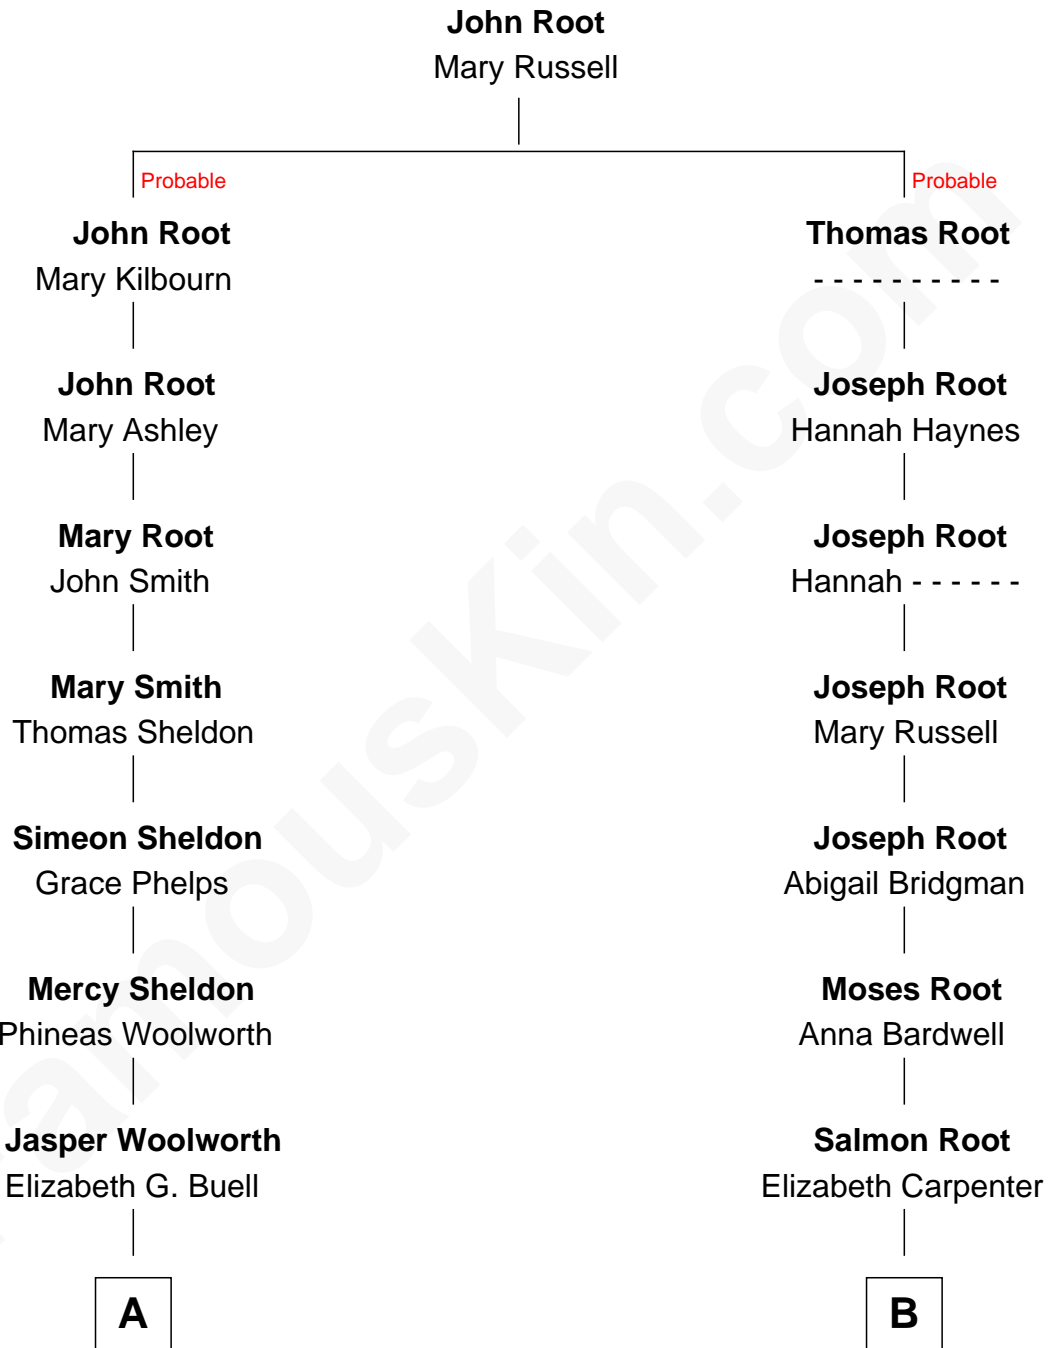 John Root
Mary Russell
Probable
Probable
John Root
Thomas Root
Mary Kilbourn
- - - - - - - - - -
John Root
Joseph Root
Mary Ashley
Hannah Haynes
Mary Root
Joseph Root
John Smith
Hannah - - - - - -
Mary Smith
Joseph Root
Thomas Sheldon
Mary Russell
Simeon Sheldon
Joseph Root
Grace Phelps
Abigail Bridgman
Mercy Sheldon
Moses Root
Phineas Woolworth
Anna Bardwell
Jasper Woolworth
Salmon Root
Elizabeth G. Buell
Elizabeth Carpenter
A
B
FamousKin.com